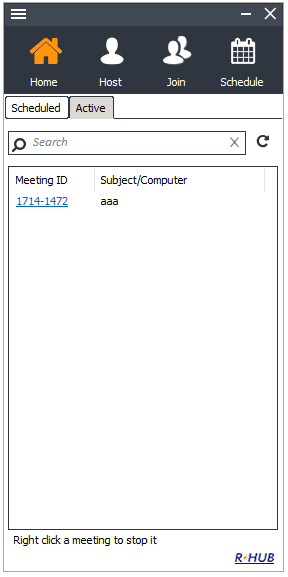 Home Host Join Schedule
Scheduled Active
Search
Meeting ID Subject/Computer
1714-1472 aaa
Right click a meeting to stop it
R·HUB